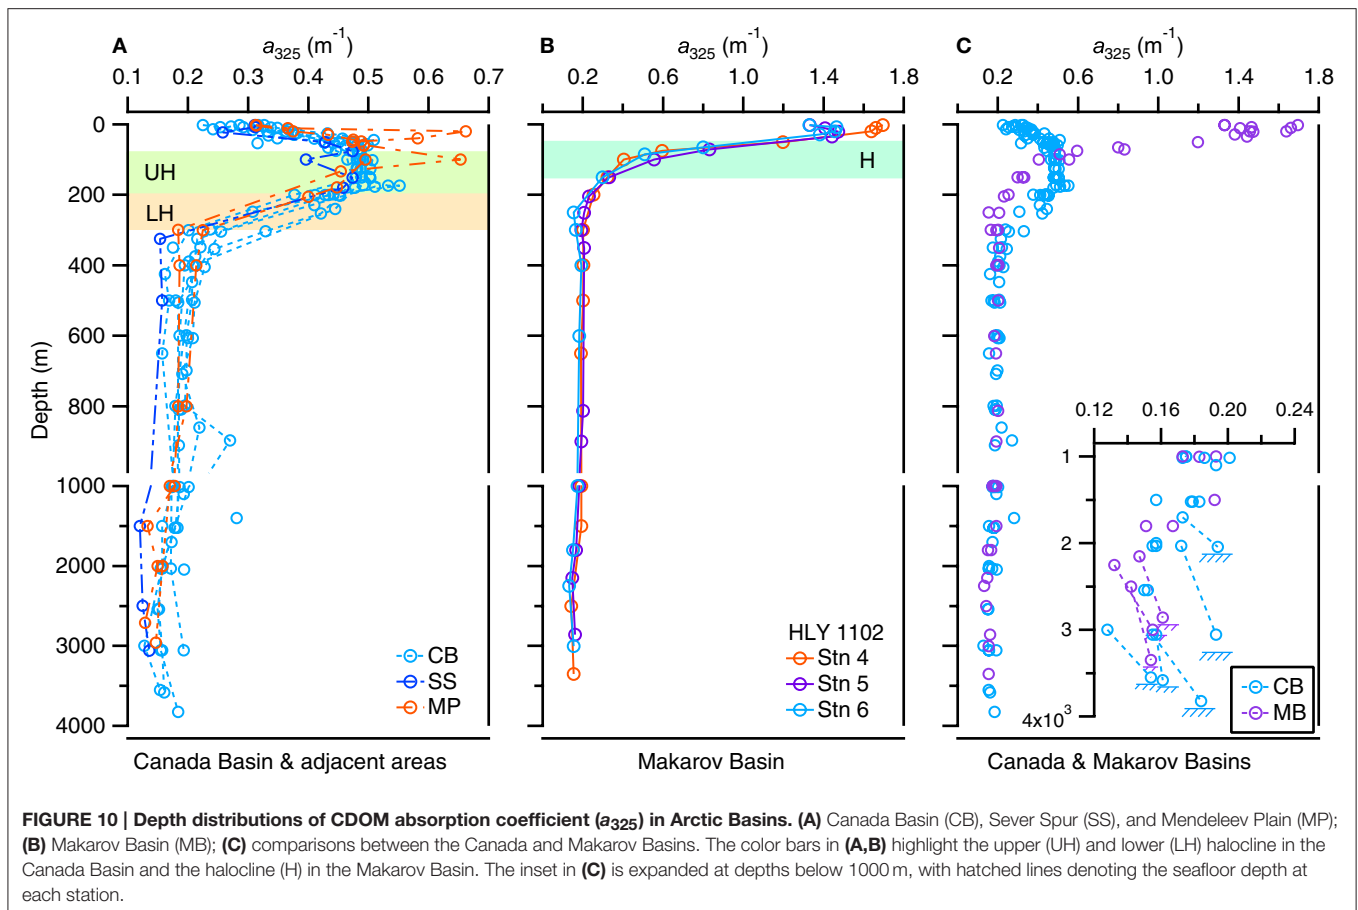 A a325 (m-1)
0.1 0.2 0.3 0.4 0.5 0.6 0.7
B a325 (m-1)
0.2 0.6 1.0 1.4 1.8
C a325 (m-1)
0.2 0.6 1.0 1.4 1.8
Depth (m)
0
200
400
600
800
1000
2000
3000
4000
UH
LH
CB
SS
MP
H
HLY 1102
Stn 4
Stn 5
Stn 6
0.12 0.16 0.20 0.24
1
2
3
4x10³
CB
MB
Canada Basin & adjacent areas
Makarov Basin
Canada & Makarov Basins
FIGURE 10 | Depth distributions of CDOM absorption coefficient (a325) in Arctic Basins. (A) Canada Basin (CB), Sever Spur (SS), and Mendeleev Plain (MP);
(B) Makarov Basin (MB); (C) comparisons between the Canada and Makarov Basins. The color bars in (A,B) highlight the upper (UH) and lower (LH) halocline in the
Canada Basin and the halocline (H) in the Makarov Basin. The inset in (C) is expanded at depths below 1000 m, with hatched lines denoting the seafloor depth at
each station.